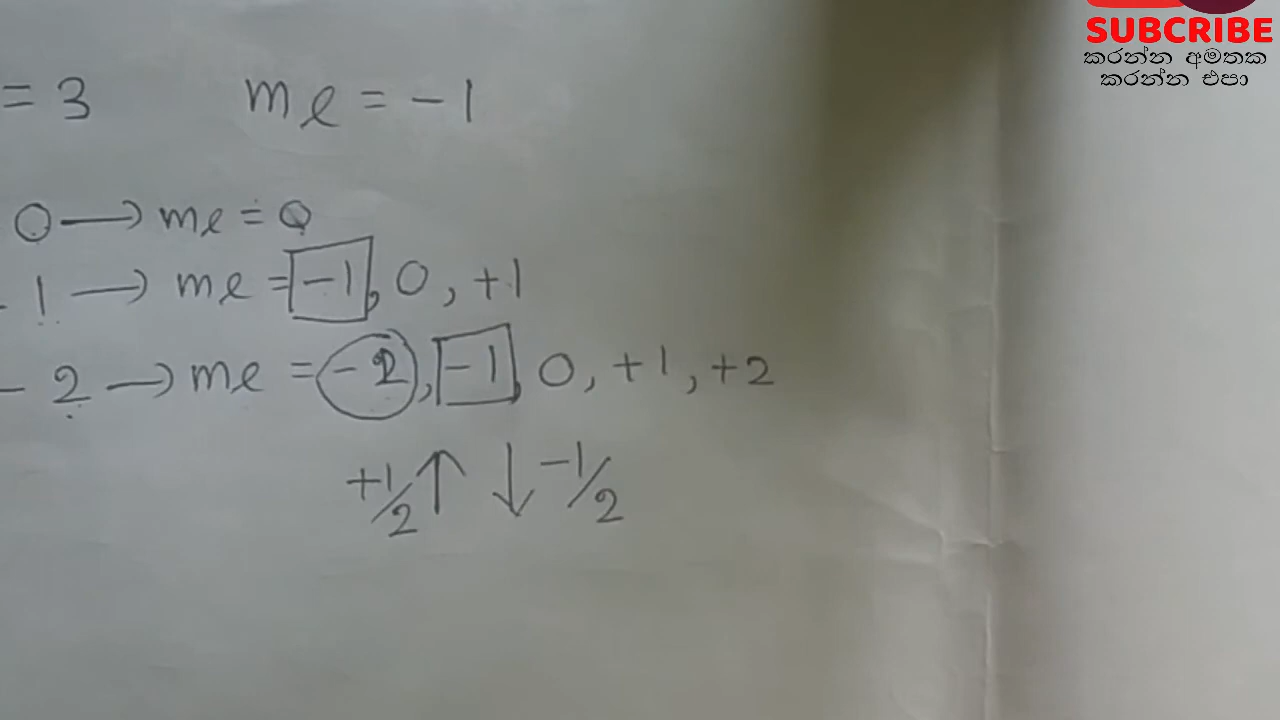 SUBCRIBE
කරන්න අමතක
කරන්න එපා
= 3 mℓ = -1
0 → mℓ = 0
- 1 → mℓ = -1, 0, +1
- 2 → mℓ = -2, -1, 0, +1, +2
+1/2 ↑ ↓ -1/2